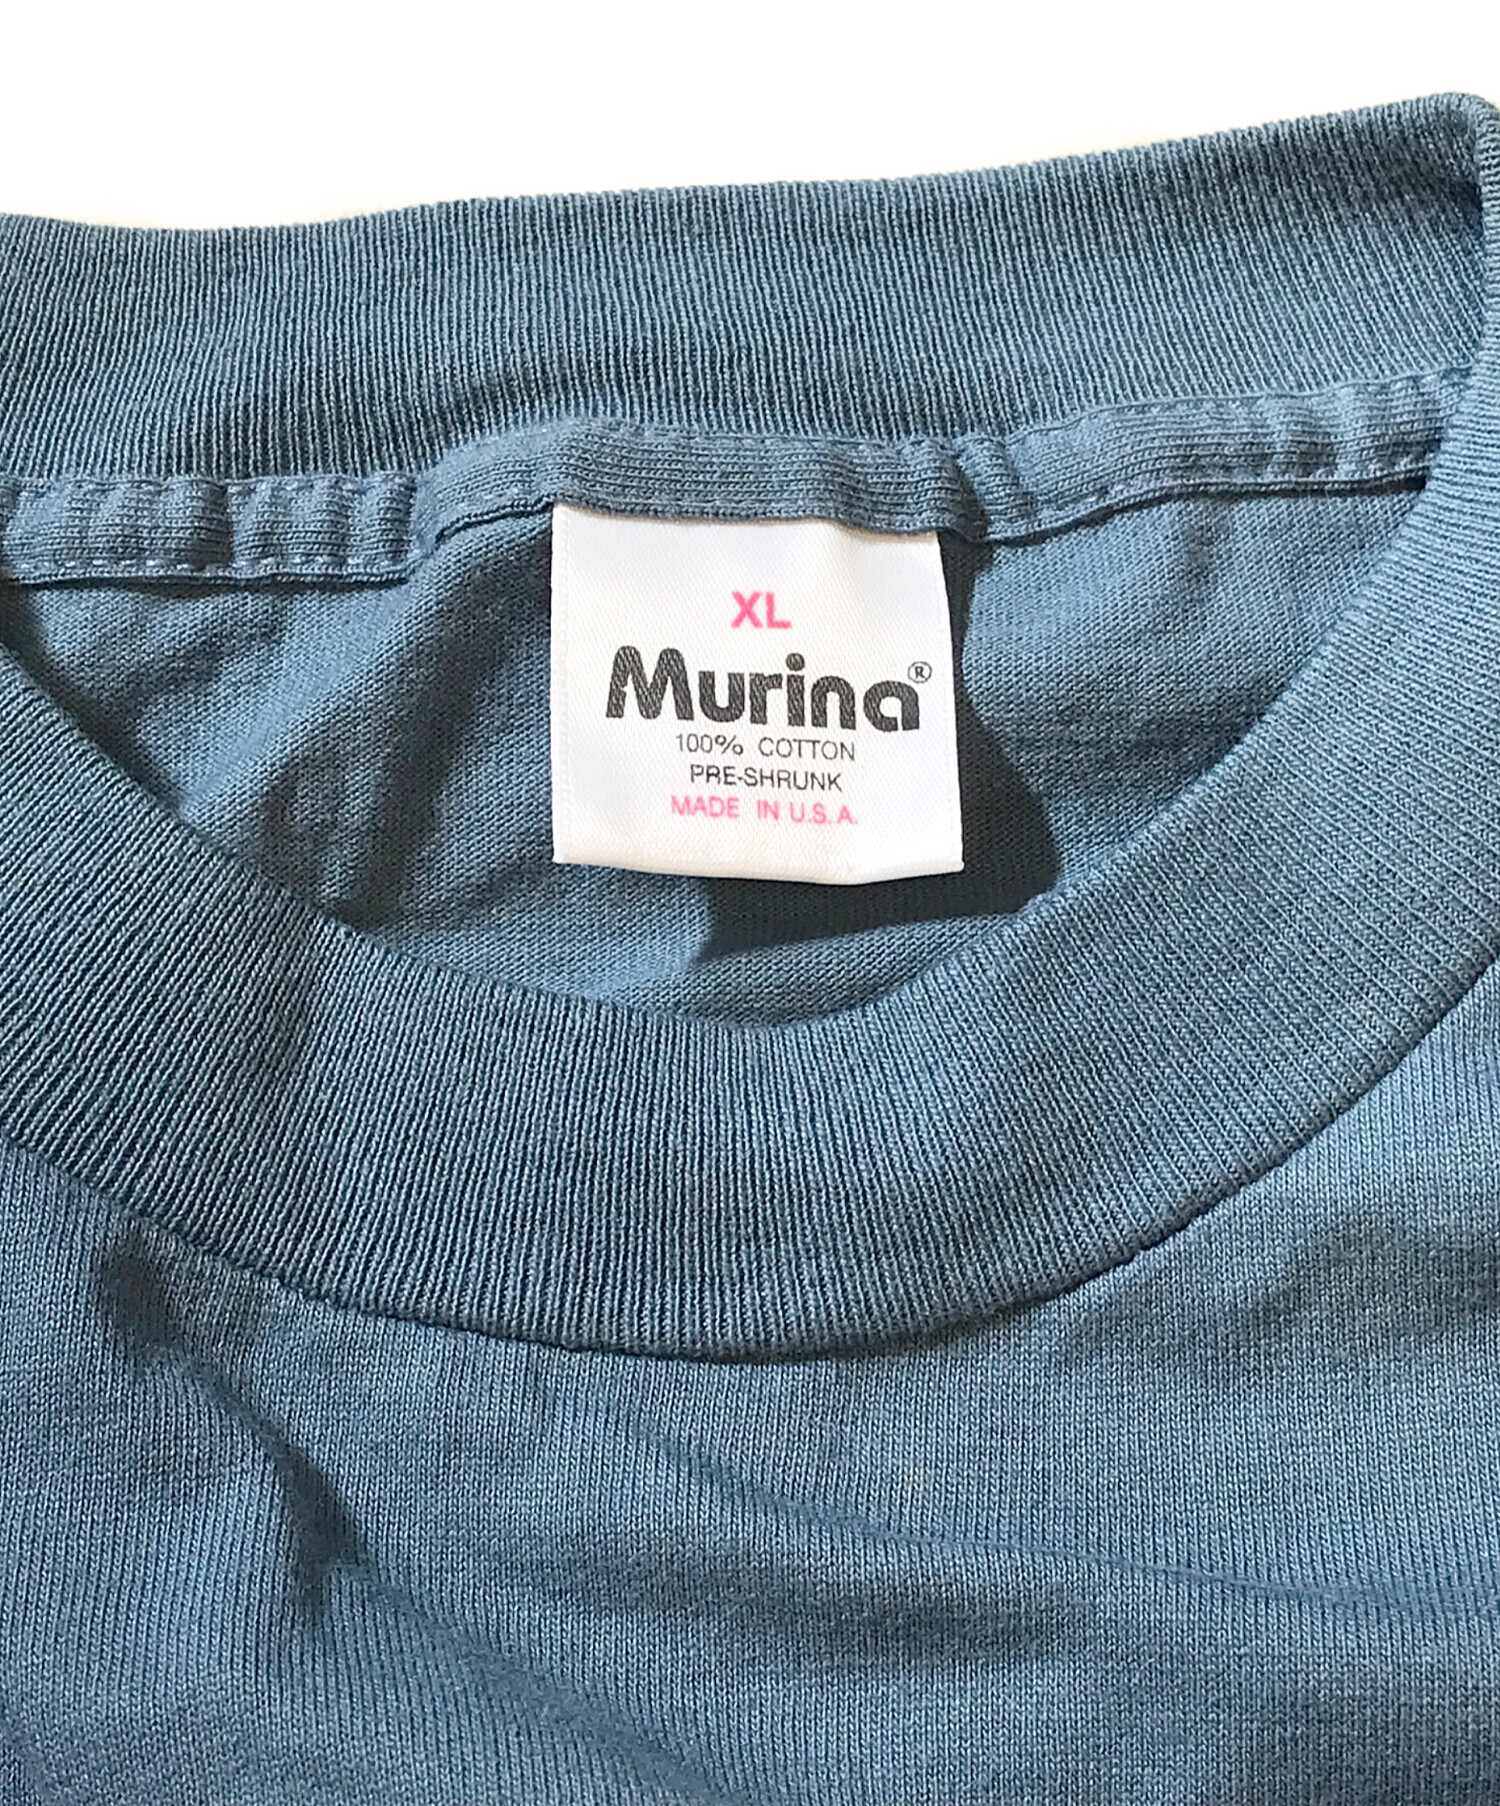 XL
Murina®
100% COTTON
PRE-SHRUNK
MADE IN U.S.A.